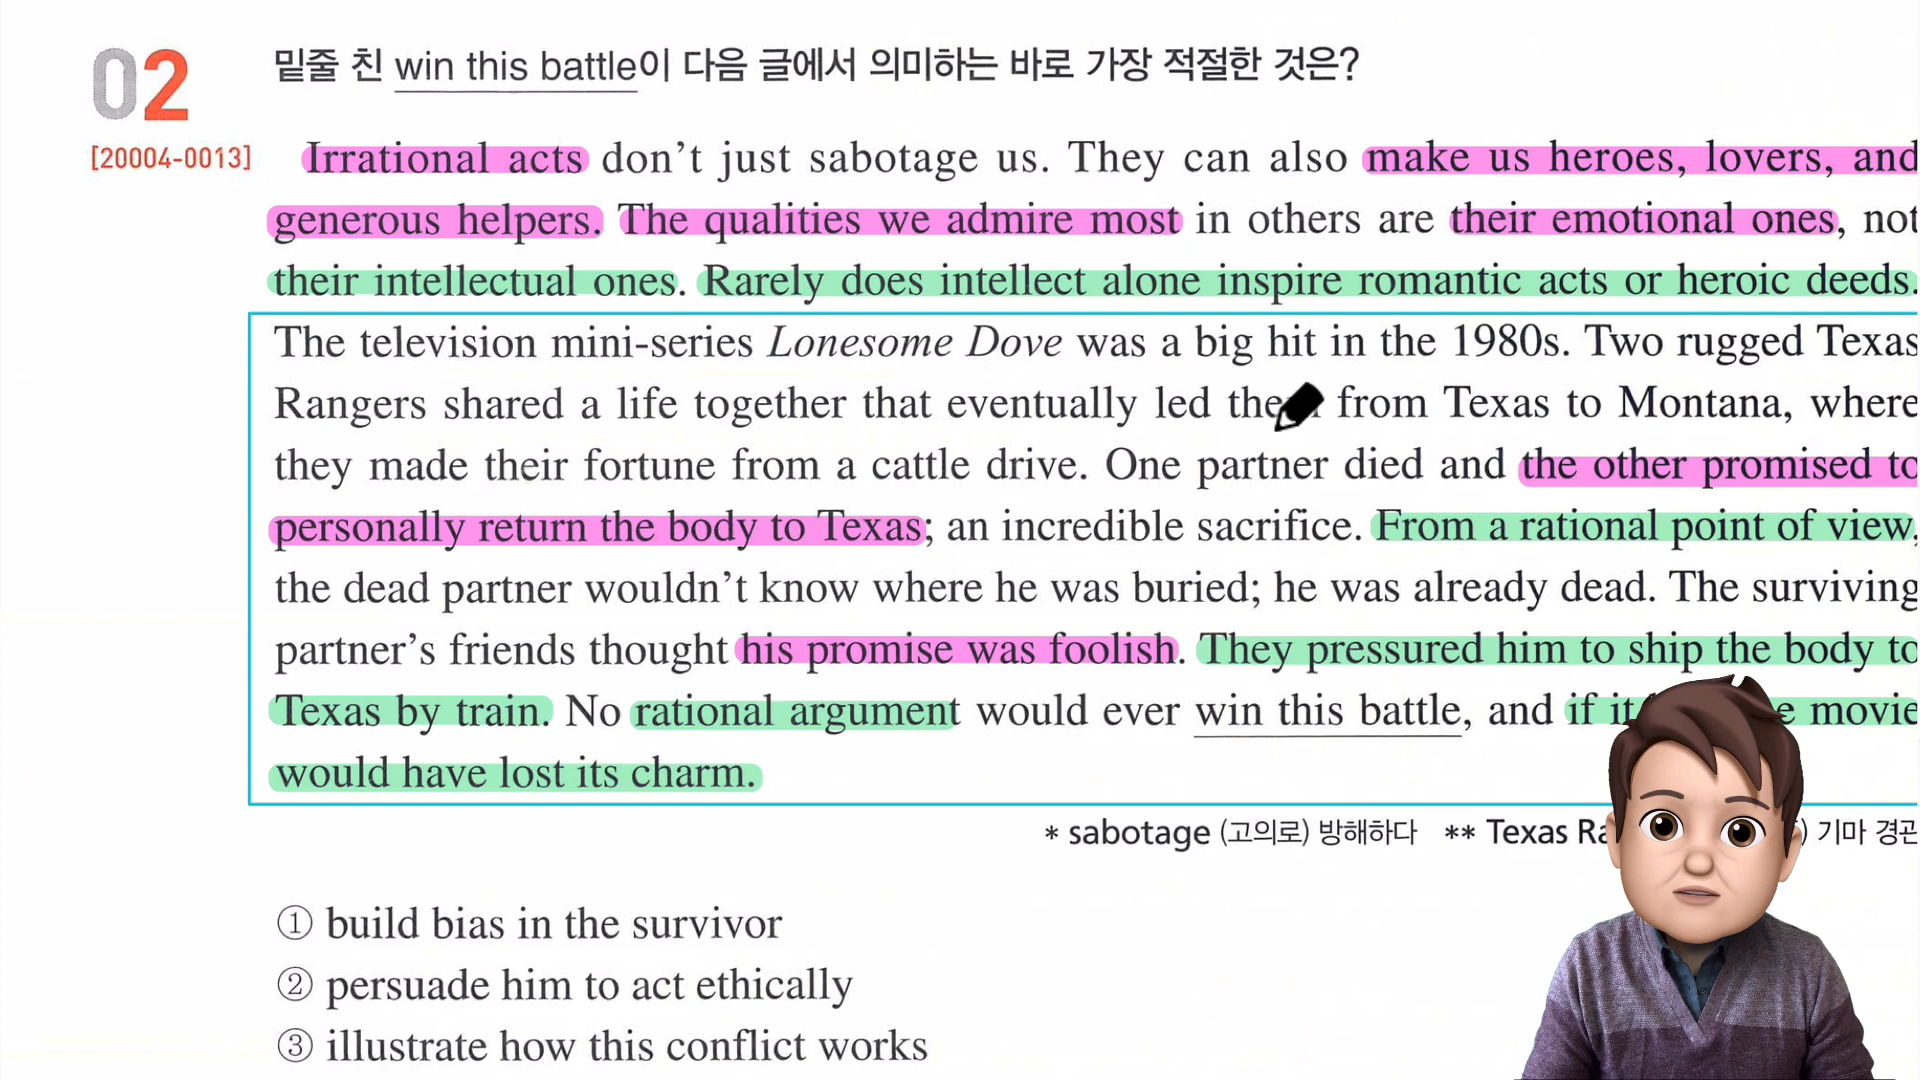 02
밑줄 친 win this battle이 다음 글에서 의미하는 바로 가장 적절한 것은?
[20004-0013]
Irrational acts don't just sabotage us. They can also make us heroes, lovers, and
generous helpers. The qualities we admire most in others are their emotional ones, not
their intellectual ones. Rarely does intellect alone inspire romantic acts or heroic deeds.
The television mini-series Lonesome Dove was a big hit in the 1980s. Two rugged Texas
Rangers shared a life together that eventually led from Texas to Montana, where
they made their fortune from a cattle drive. One partner died and the other promised to
personally return the body to Texas; an incredible sacrifice. From a rational point of view,
the dead partner wouldn't know where he was buried; he was already dead. The surviving
partner's friends thought his promise was foolish. They pressured him to ship the body to
Texas by train. No rational argument would ever win this battle, and if it movie
would have lost its charm.
* sabotage (고의로) 방해하다 ** Texas ) 기마 경관
① build bias in the survivor
② persuade him to act ethically
③ illustrate how this conflict works